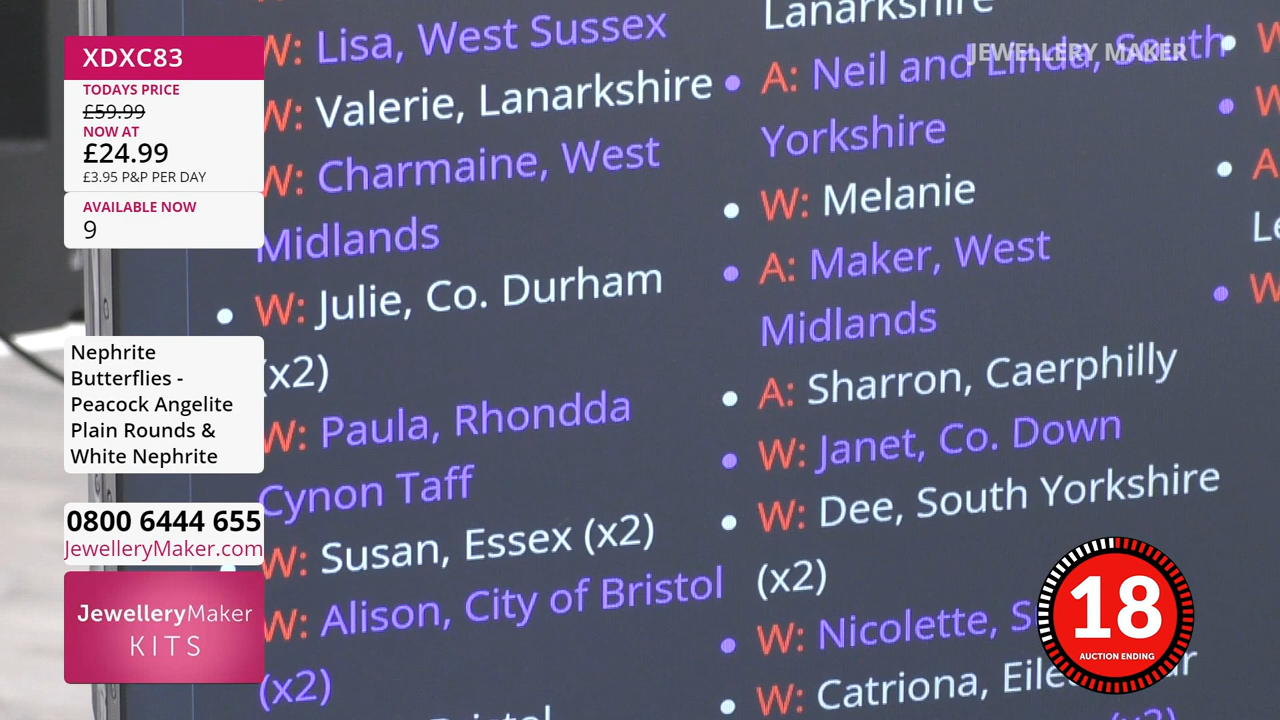 XDXC83
TODAYS PRICE
£59.99
NOW AT
£24.99
£3.95 P&P PER DAY
AVAILABLE NOW
9
Nephrite
Butterflies -
Peacock Angelite
Plain Rounds &
White Nephrite
0800 6444 655
JewelleryMaker.com
JewelleryMaker
KITS
W: Lisa, West Sussex
W: Valerie, Lanarkshire
W: Charmaine, West
Midlands
• W: Julie, Co. Durham
(x2)
W: Paula, Rhondda
Cynon Taff
W: Susan, Essex (x2)
W: Alison, City of Bristol
(x2)
Bristol
Lanarkshire
• A: Neil and Linda, South
Yorkshire
• W: Melanie
• A: Maker, West
Midlands
• A: Sharron, Caerphilly
• W: Janet, Co. Down
• W: Dee, South Yorkshire
(x2)
• W: Nicolette,
• W: Catriona,
(x2)
• W
• W
• A
Le
• W
JEWELLERY MAKER
18
AUCTION ENDING